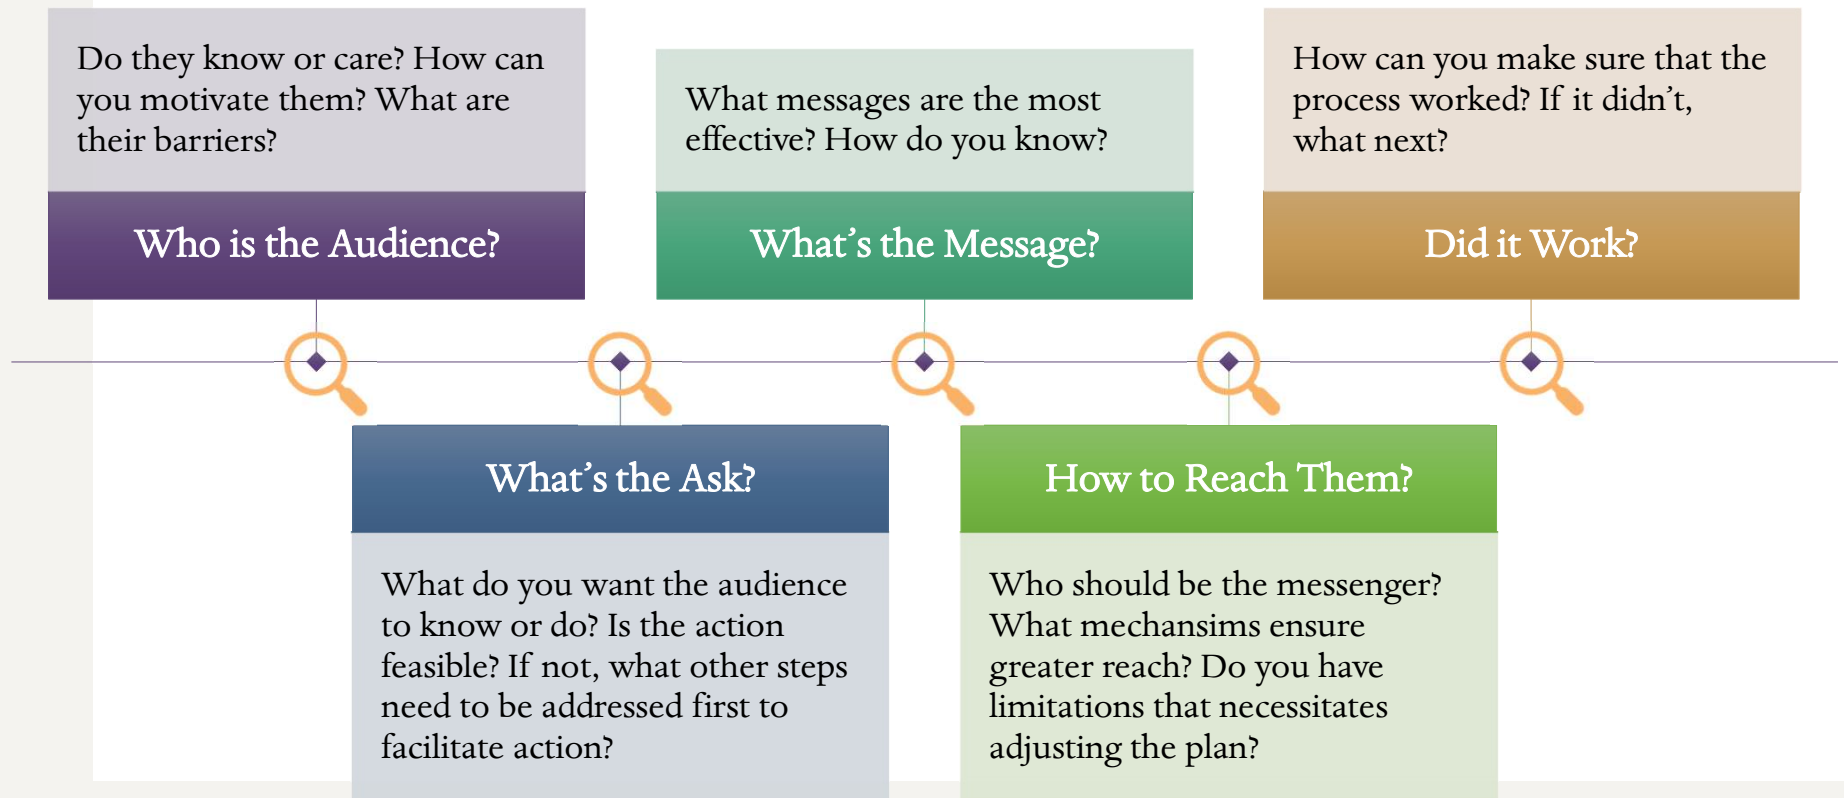 Do they know or care? How can
you motivate them? What are
their barriers?
Who is the Audience?
What do you want the audience
to know or do? Is the action
feasible? If not, what other steps
need to be addressed first to
facilitate action?
What's the Ask?
What messages are the most
effective? How do you know?
What's the Message?
How to Reach Them?
Who should be the messenger?
What mechansims ensure
greater reach? Do you have
limitations that necessitates
adjusting the plan?
How can you make sure that the
process worked? If it didn't,
what next?
Did it Work?